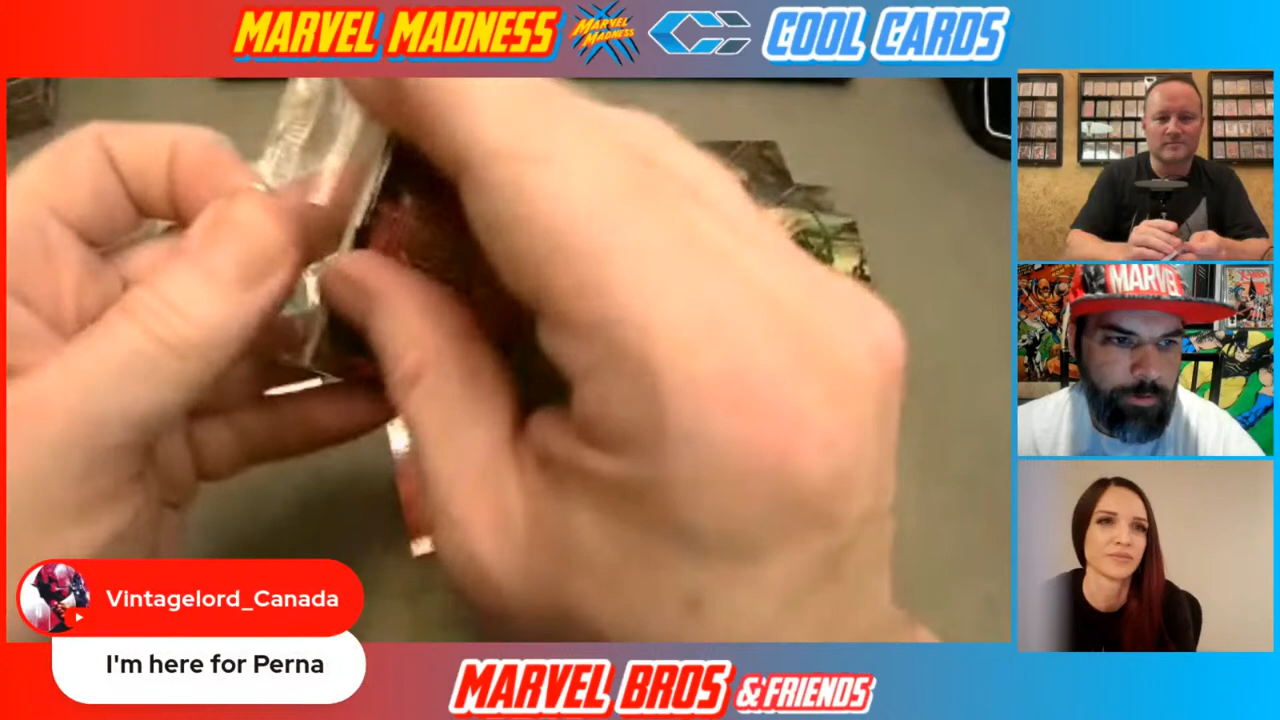 MARVEL MADNESS MARVEL MADNESS COOL CARDS
MARVEL
Vintagelord_Canada
I'm here for Perna
MARVEL BROS & FRIENDS